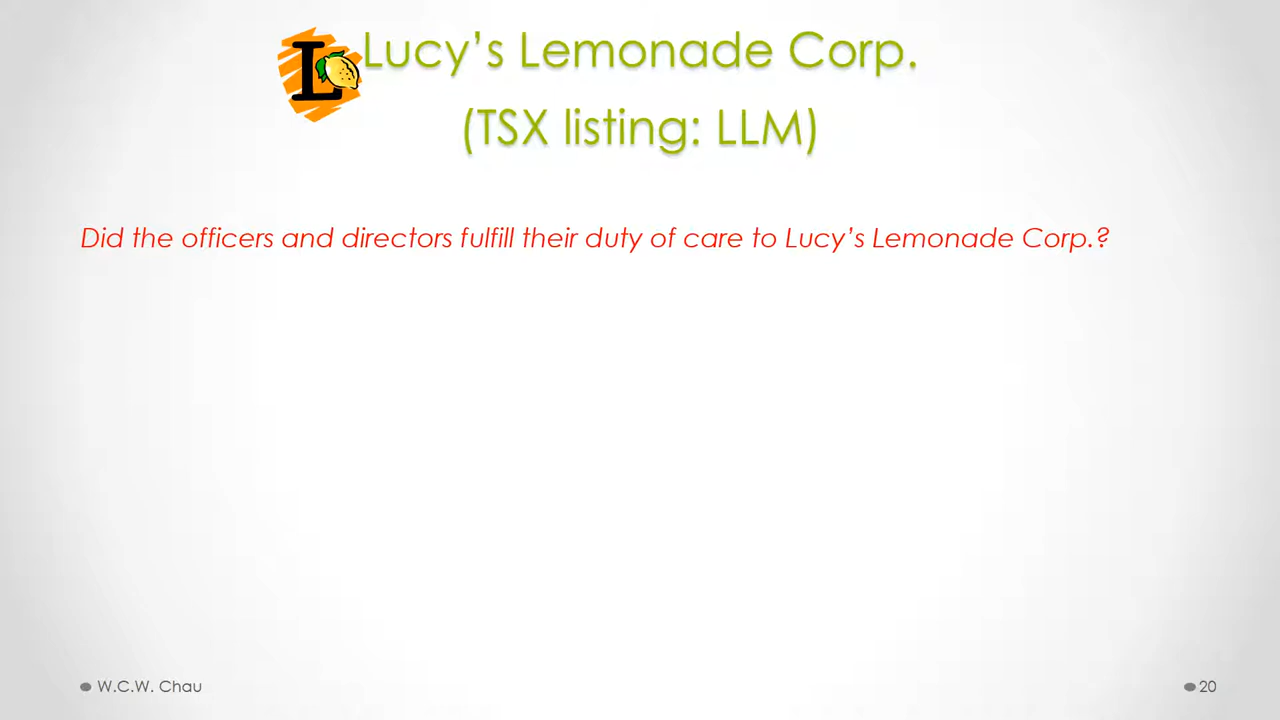 L
Lucy’s Lemonade Corp.
(TSX listing: LLM)
Did the officers and directors fulfill their duty of care to Lucy’s Lemonade Corp.?
W.C.W. Chau
20